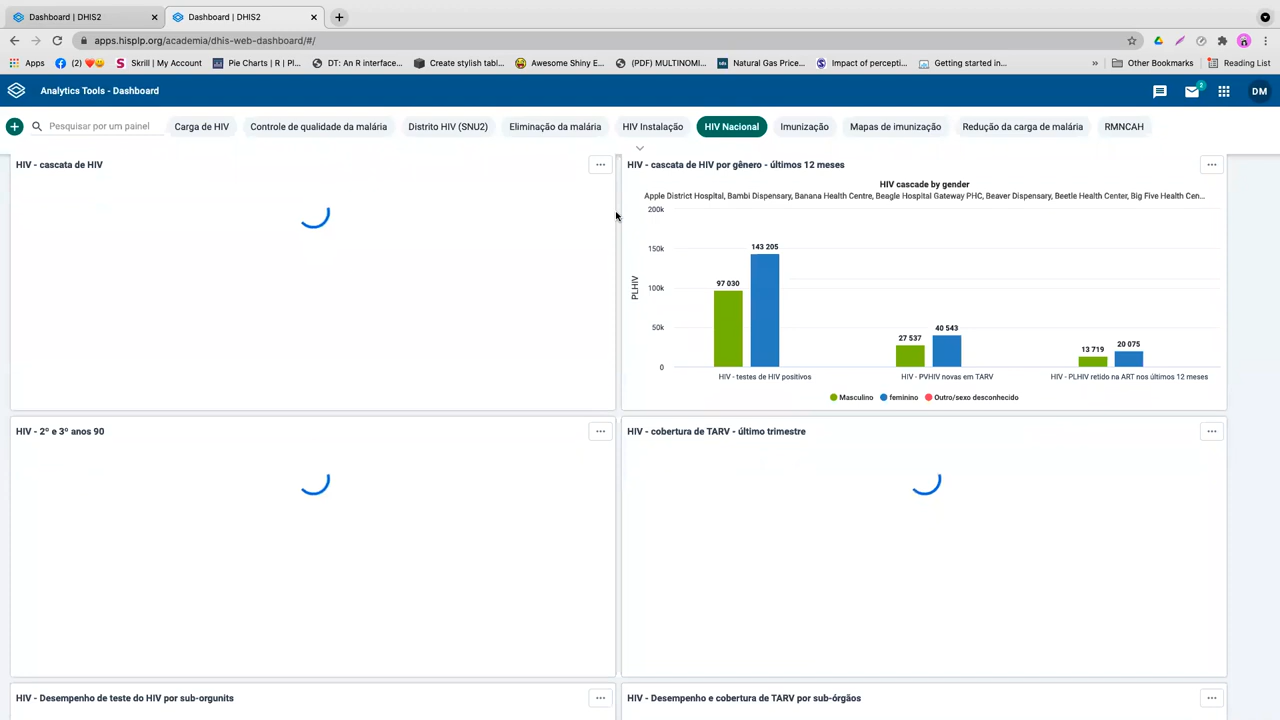 Dashboard | DHIS2
Dashboard | DHIS2
apps.hisplp.org/academia/dhis-web-dashboard/#/
Apps
(2) ❤️😀
Skrill | My Account
Pie Charts | R | Pl...
DT: An R interface...
Create stylish tabl...
Awesome Shiny E...
(PDF) MULTINOMI...
Natural Gas Price...
Impact of percepti...
Getting started in...
»
Other Bookmarks
Reading List
Analytics Tools - Dashboard
2
DM
Pesquisar por um painel
Carga de HIV
Controle de qualidade da malária
Distrito HIV (SNU2)
Eliminação da malária
HIV Instalação
HIV Nacional
Imunização
Mapas de imunização
Redução da carga de malária
RMNCAH
HIV - cascata de HIV
HIV - cascata de HIV por gênero - últimos 12 meses
HIV cascade by gender
Apple District Hospital, Bambi Dispensary, Banana Health Centre, Beagle Hospital Gateway PHC, Beaver Dispensary, Beetle Health Center, Big Five Health Cen...
PLHIV
200k
150k
100k
50k
0
97 030
143 205
27 537
40 543
13 719
20 075
HIV - testes de HIV positivos
HIV - PVHIV novas em TARV
HIV - PLHIV retido na ART nos últimos 12 meses
Masculino
feminino
Outro/sexo desconhecido
HIV - 2º e 3º anos 90
HIV - cobertura de TARV - último trimestre
HIV - Desempenho de teste do HIV por sub-orgunits
HIV - Desempenho e cobertura de TARV por sub-órgãos